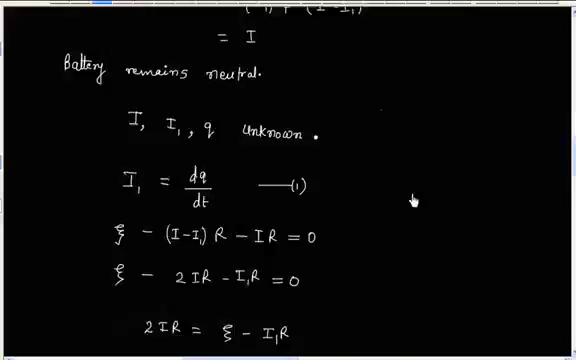 = I
Battery remains neutral.
I, I₁, q unknown.
I₁ = dq/dt —(1)
ξ - (I-I₁) R - IR = 0
ξ - 2IR - I₁R = 0
2IR = ξ - I₁R